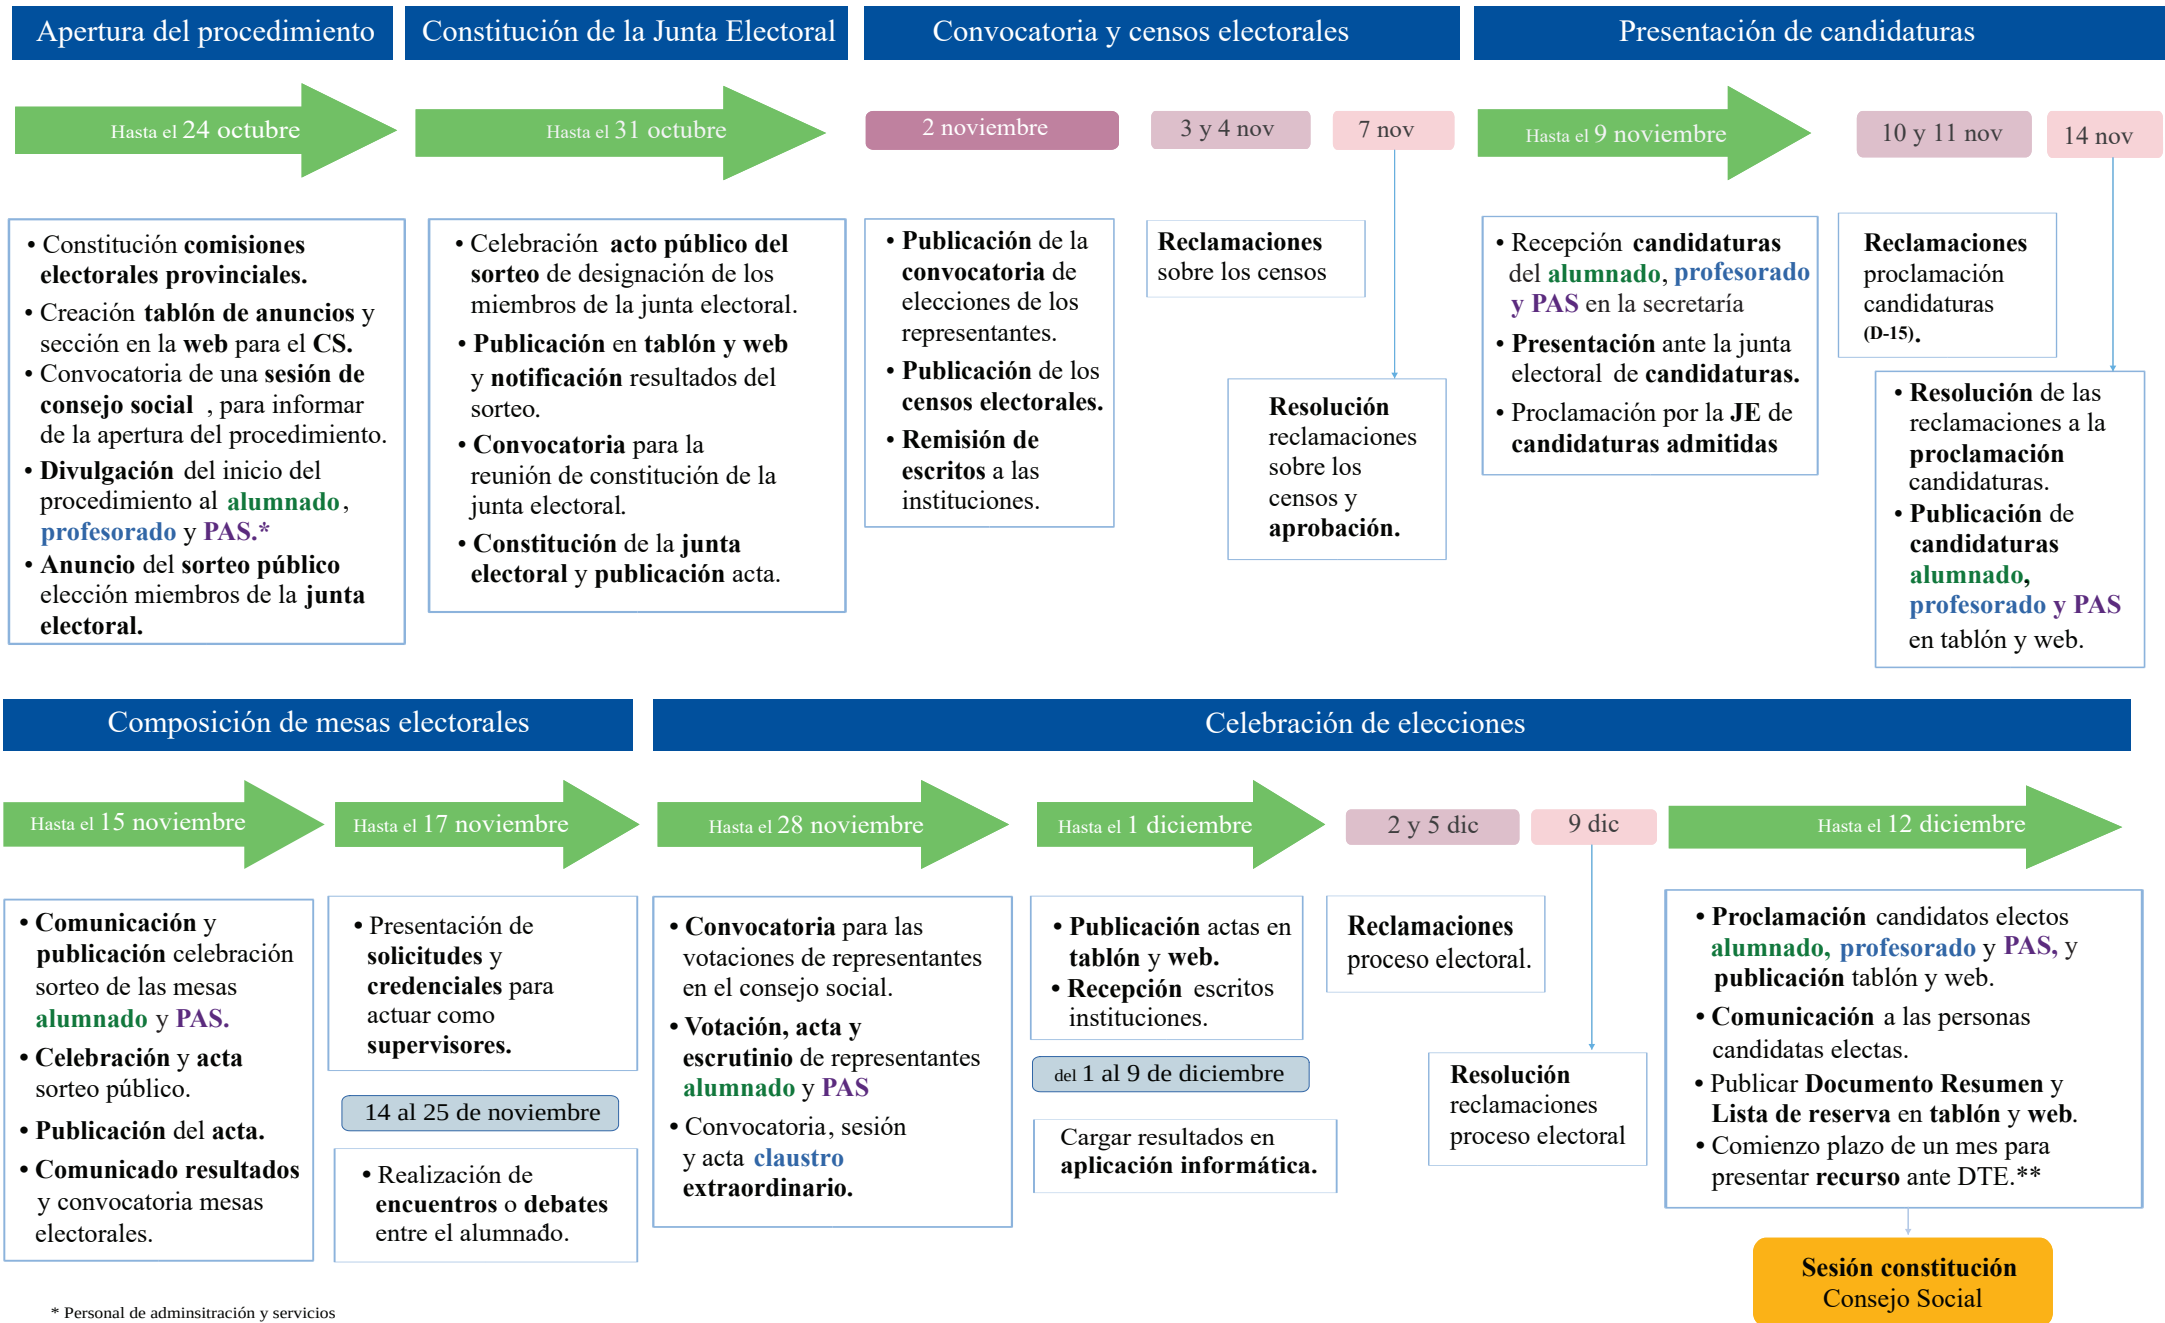 Apertura del procedimiento
Hasta el 24 octubre
• Constitución comisiones
electorales provinciales.
• Creación tablón de anuncios y
sección en la web para el CS.
• Convocatoria de una sesión de
consejo social , para informar
de la apertura del procedimiento.
• Divulgación del inicio del
procedimiento al alumnado,
profesorado y PAS.*
• Anuncio del sorteo público
elección miembros de la junta
electoral.
Constitución de la Junta Electoral
Hasta el 31 octubre
• Celebración acto público del
sorteo de designación de los
miembros de la junta electoral.
• Publicación en tablón y web
y notificación resultados del
sorteo.
• Convocatoria para la
reunión de constitución de la
junta electoral.
• Constitución de la junta
electoral y publicación acta.
Convocatoria y censos electorales
2 noviembre
• Publicación de la
convocatoria de
elecciones de los
representantes.
• Publicación de los
censos electorales.
• Remisión de
escritos a las
instituciones.
3 y 4 nov
Reclamaciones
sobre los censos
7 nov
Resolución
reclamaciones
sobre los
censos y
aprobación.
Presentación de candidaturas
Hasta el 9 noviembre
• Recepción candidaturas
del alumnado, profesorado
y PAS en la secretaría
• Presentación ante la junta
electoral de candidaturas.
• Proclamación por la JE de
candidaturas admitidas
10 y 11 nov
Reclamaciones
proclamación
candidaturas
(D-15).
14 nov
• Resolución de las
reclamaciones a la
proclamación
candidaturas.
• Publicación de
candidaturas
alumnado,
profesorado y PAS
en tablón y web.
Composición de mesas electorales
Hasta el 15 noviembre
• Comunicación y
publicación celebración
sorteo de las mesas
alumnado y PAS.
• Celebración y acta
sorteo público.
• Publicación del acta.
• Comunicado resultados
y convocatoria mesas
electorales.
Hasta el 17 noviembre
• Presentación de
solicitudes y
credenciales para
actuar como
supervisores.
14 al 25 de noviembre
• Realización de
encuentros o debates
entre el alumnado.
Celebración de elecciones
Hasta el 28 noviembre
• Convocatoria para las
votaciones de representantes
en el consejo social.
• Votación, acta y
escrutinio de representantes
alumnado y PAS
• Convocatoria, sesión
y acta claustro
extraordinario.
Hasta el 1 diciembre
• Publicación actas en
tablón y web.
• Recepción escritos
instituciones.
del 1 al 9 de diciembre
Cargar resultados en
aplicación informática.
2 y 5 dic
Reclamaciones
proceso electoral.
9 dic
Resolución
reclamaciones
proceso electoral
Hasta el 12 diciembre
• Proclamación candidatos electos
alumnado, profesorado y PAS, y
publicación tablón y web.
• Comunicación a las personas
candidatas electas.
• Publicar Documento Resumen y
Lista de reserva en tablón y web.
• Comienzo plazo de un mes para
presentar recurso ante DTE.**
Sesión constitución
Consejo Social
* Personal de adminsitración y servicios